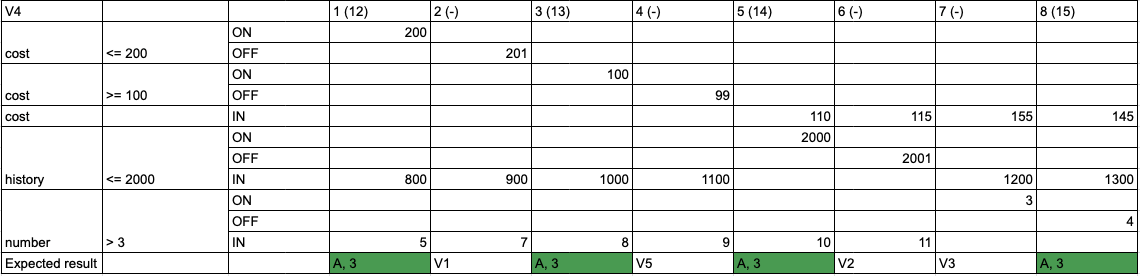 V4 1 (12) 2 (-) 3 (13) 4 (-) 5 (14) 6 (-) 7 (-) 8 (15)
ON 200
cost <= 200 OFF 201
ON 100
cost >= 100 OFF 99
cost IN 110 115 155 145
ON 2000
OFF 2001
history <= 2000 IN 800 900 1000 1100 1200 1300
ON 3
OFF 4
number > 3 IN 5 7 8 9 10 11
Expected result A, 3 V1 A, 3 V5 A, 3 V2 V3 A, 3